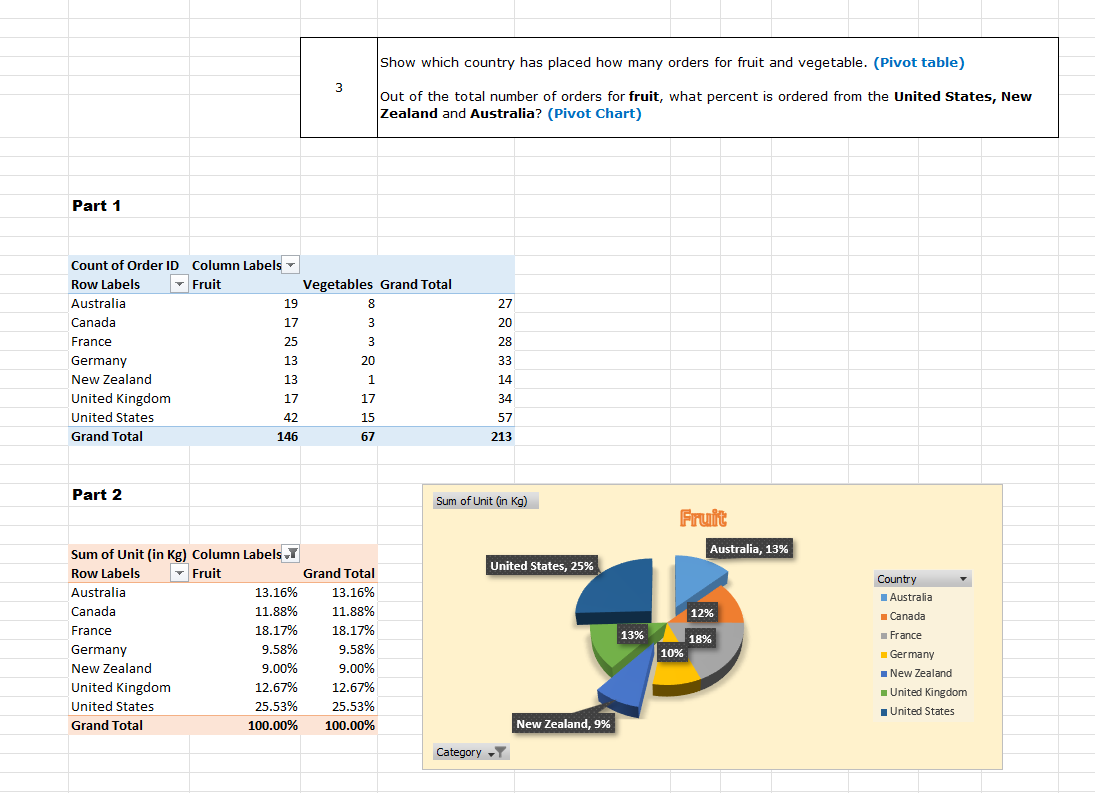 3
Show which country has placed how many orders for fruit and vegetable. (Pivot table)
Out of the total number of orders for fruit, what percent is ordered from the United States, New
Zealand and Australia? (Pivot Chart)
Part 1
Count of Order ID Column Labels
Row Labels Fruit Vegetables Grand Total
Australia 19 8 27
Canada 17 3 20
France 25 3 28
Germany 13 20 33
New Zealand 13 1 14
United Kingdom 17 17 34
United States 42 15 57
Grand Total 146 67 213
Part 2
Sum of Unit (in Kg) Column Labels
Row Labels Fruit Grand Total
Australia 13.16% 13.16%
Canada 11.88% 11.88%
France 18.17% 18.17%
Germany 9.58% 9.58%
New Zealand 9.00% 9.00%
United Kingdom 12.67% 12.67%
United States 25.53% 25.53%
Grand Total 100.00% 100.00%
Sum of Unit (in Kg)
Fruit
Australia, 13%
United States, 25%
12%
13%
18%
10%
New Zealand, 9%
Category
Country
Australia
Canada
France
Germany
New Zealand
United Kingdom
United States